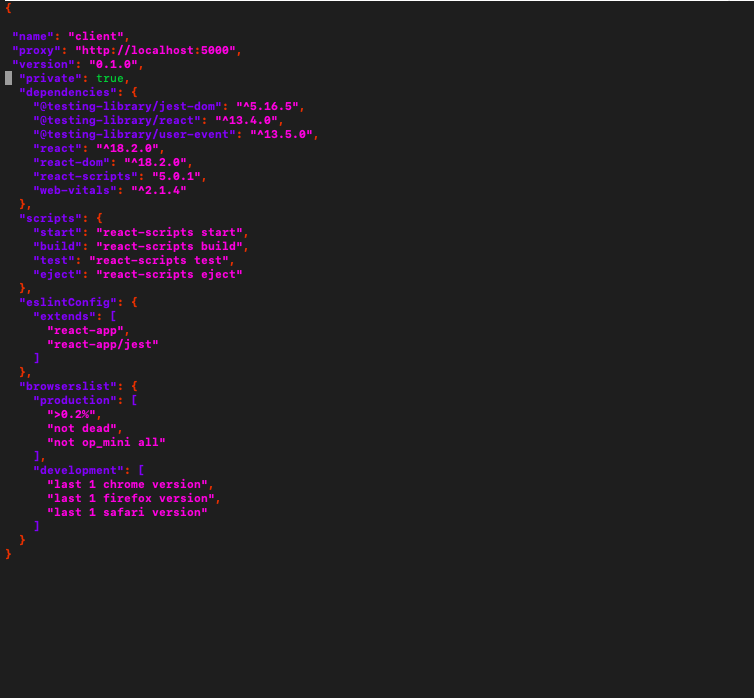 {

 "name": "client",
 "proxy": "http://localhost:5000",
 "version": "0.1.0",
  "private": true,
  "dependencies": {
    "@testing-library/jest-dom": "^5.16.5",
    "@testing-library/react": "^13.4.0",
    "@testing-library/user-event": "^13.5.0",
    "react": "^18.2.0",
    "react-dom": "^18.2.0",
    "react-scripts": "5.0.1",
    "web-vitals": "^2.1.4"
  },
  "scripts": {
    "start": "react-scripts start",
    "build": "react-scripts build",
    "test": "react-scripts test",
    "eject": "react-scripts eject"
  },
  "eslintConfig": {
    "extends": [
      "react-app",
      "react-app/jest"
    ]
  },
  "browserslist": {
    "production": [
      ">0.2%",
      "not dead",
      "not op_mini all"
    ],
    "development": [
      "last 1 chrome version",
      "last 1 firefox version",
      "last 1 safari version"
    ]
  }
}